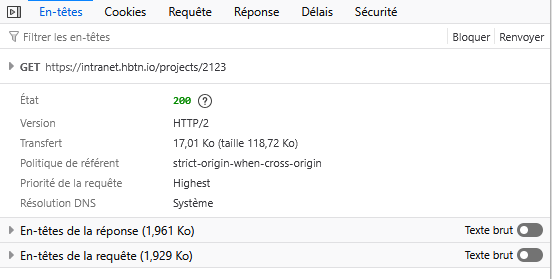 En-têtes Cookies Requête Réponse Délais Sécurité
Filtrer les en-têtes Bloquer Renvoyer
GET https://intranet.hbtn.io/projects/2123
État 200 ?
Version HTTP/2
Transfert 17,01 Ko (taille 118,72 Ko)
Politique de référent strict-origin-when-cross-origin
Priorité de la requête Highest
Résolution DNS Système
En-têtes de la réponse (1,961 Ko) Texte brut
En-têtes de la requête (1,929 Ko) Texte brut